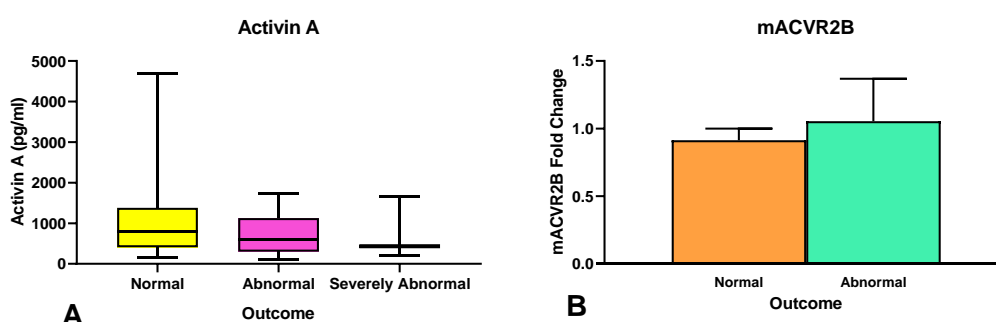 Activin A
Activin A (pg/ml)
5000
4000
3000
2000
1000
0
Normal Abnormal Severely Abnormal
Outcome
A
mACVR2B
mACVR2B Fold Change
1.5
1.0
0.5
0.0
Normal Abnormal
Outcome
B